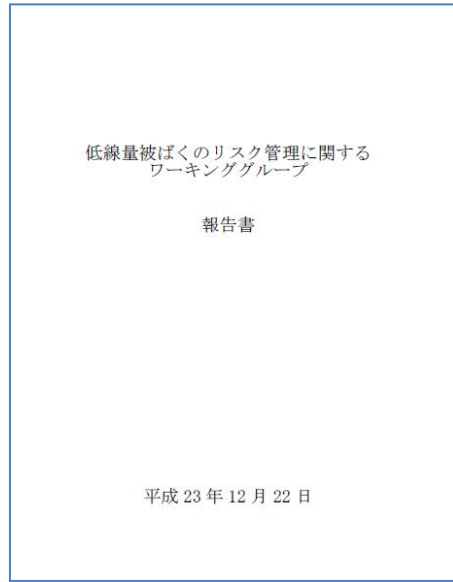 低線量被ばくのリスク管理に関する
ワーキンググループ
報告書
平成 23 年 12 月 22 日